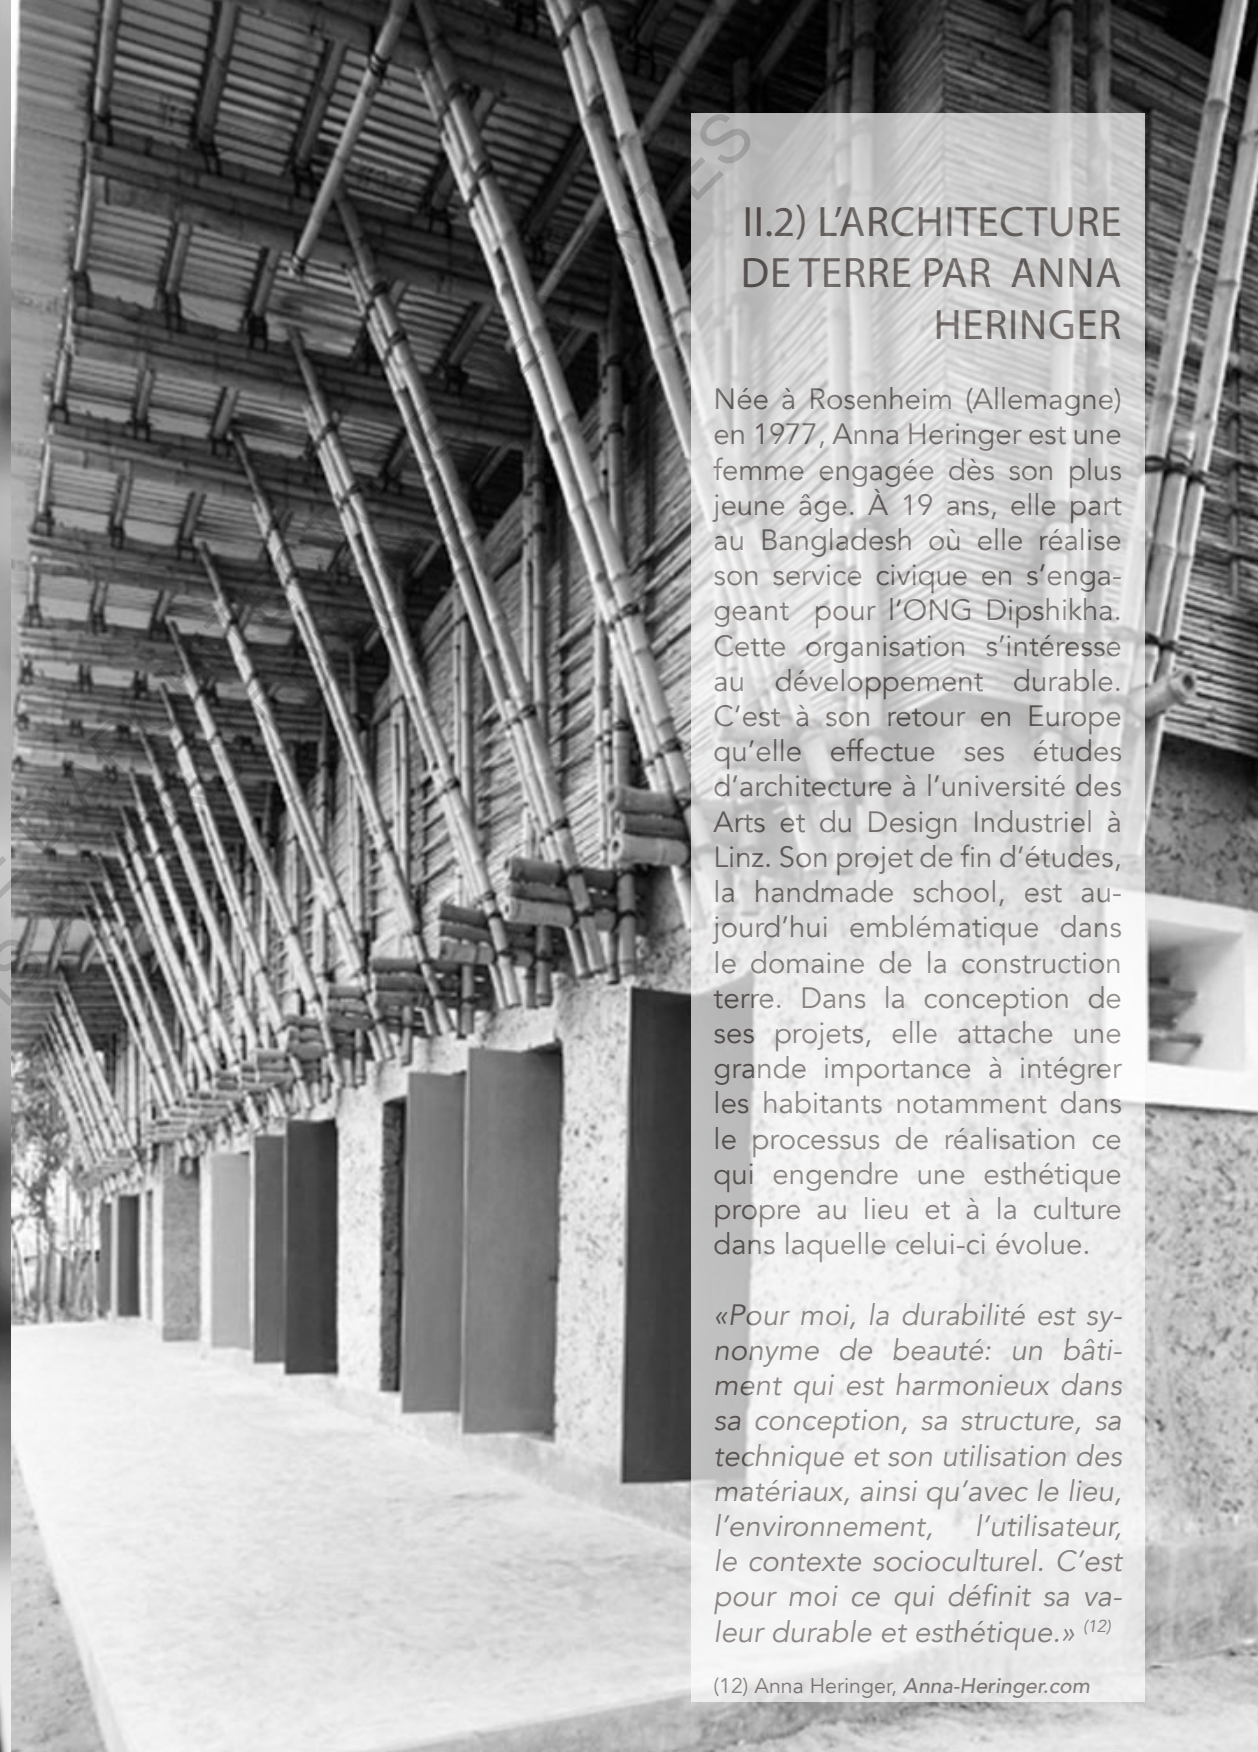 II.2) L'ARCHITECTURE
DE TERRE PAR ANNA
HERINGER
Née à Rosenheim (Allemagne)
en 1977, Anna Heringer est une
femme engagée dès son plus
jeune âge. À 19 ans, elle part
au Bangladesh où elle réalise
son service civique en s'enga-
geant pour l'ONG Dipshikha.
Cette organisation s'intéresse
au développement durable.
C'est à son retour en Europe
qu'elle effectue ses études
d'architecture à l'université des
Arts et du Design Industriel à
Linz. Son projet de fin d'études,
la handmade school, est au-
jourd'hui emblématique dans
le domaine de la construction
terre. Dans la conception de
ses projets, elle attache une
grande importance à intégrer
les habitants notamment dans
le processus de réalisation ce
qui engendre une esthétique
propre au lieu et à la culture
dans laquelle celui-ci évolue.
«Pour moi, la durabilité est sy-
nonyme de beauté: un bâti-
ment qui est harmonieux dans
sa conception, sa structure, sa
technique et son utilisation des
matériaux, ainsi qu'avec le lieu,
l'environnement, l'utilisateur,
le contexte socioculturel. C'est
pour moi ce qui définit sa va-
leur durable et esthétique.» (12)
(12) Anna Heringer, Anna-Heringer.com